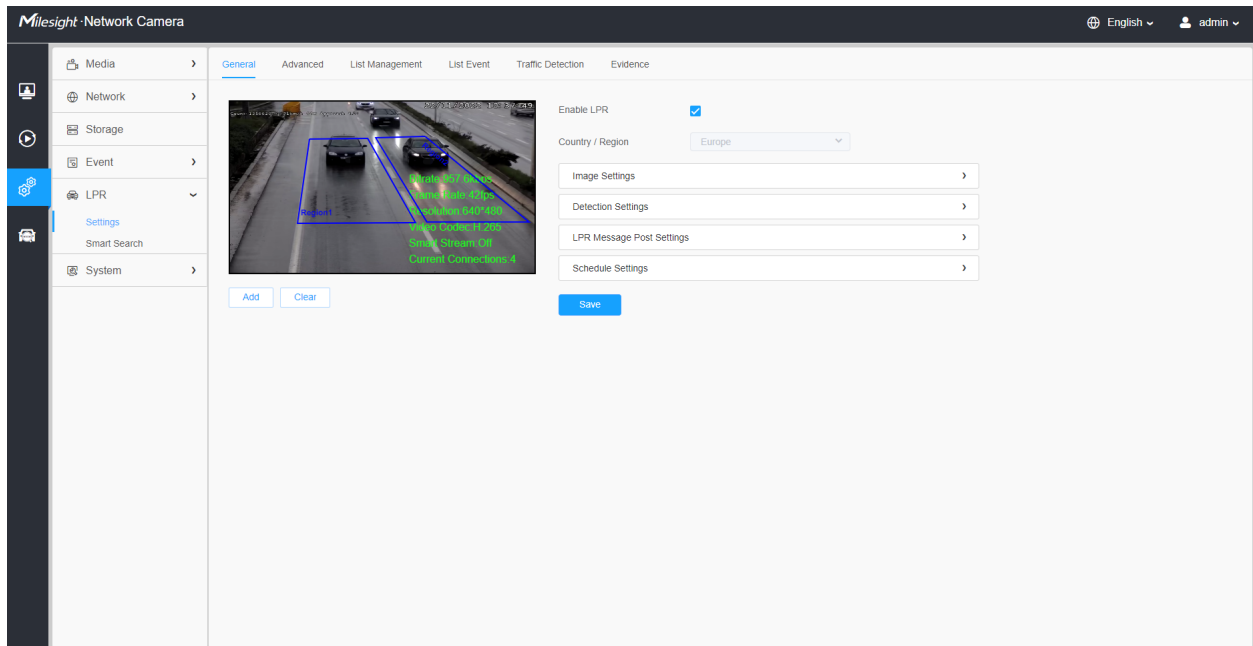 Milesight · Network Camera
English
admin
Media
Network
Storage
Event
LPR
Settings
Smart Search
System
General
Advanced
List Management
List Event
Traffic Detection
Evidence
Region1
Bitrate:957.6kbps
Frame Rate:42fps
Resolution:640*480
Video Codec:H.265
Smart Stream:Off
Current Connections:4
Add
Clear
Enable LPR
Country / Region
Europe
Image Settings
Detection Settings
LPR Message Post Settings
Schedule Settings
Save